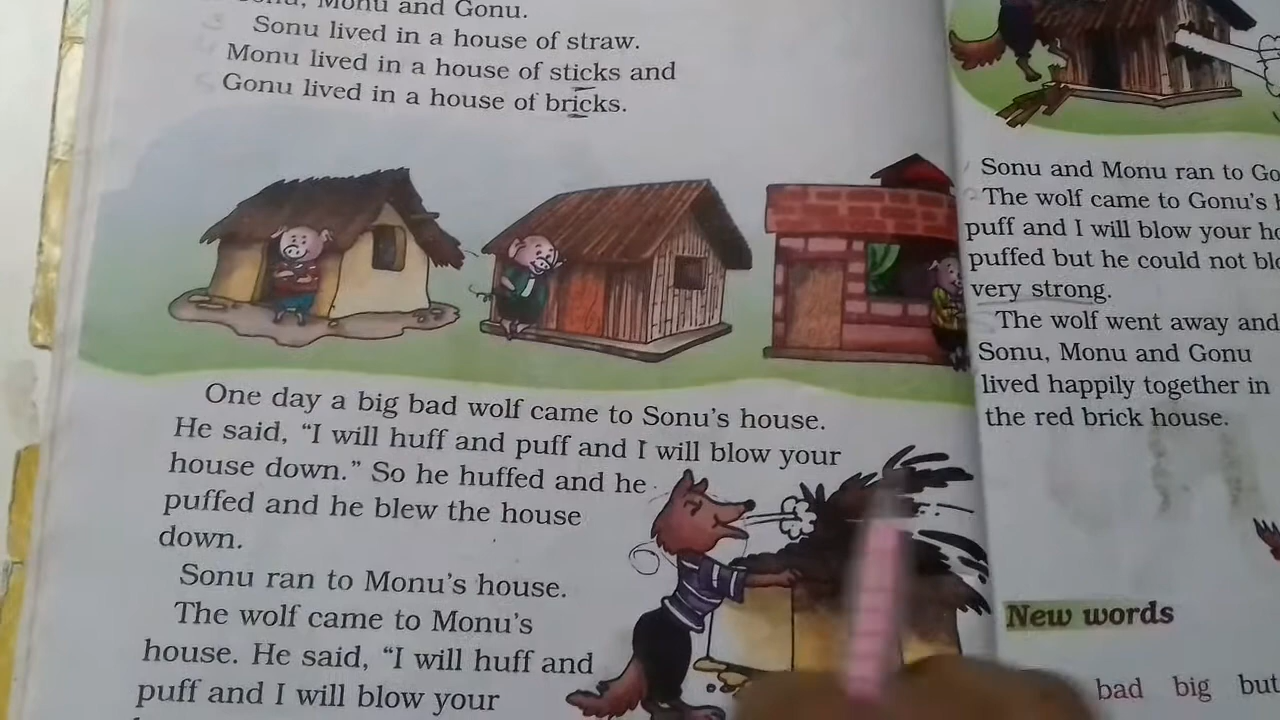 Monu and Gonu.
Sonu lived in a house of straw.
Monu lived in a house of sticks and
Gonu lived in a house of bricks.
One day a big bad wolf came to Sonu's house.
He said, “I will huff and puff and I will blow your
house down.” So he huffed and he
puffed and he blew the house
down.
Sonu ran to Monu's house.
The wolf came to Monu's
house. He said, “I will huff and
puff and I will blow your
Sonu and Monu ran to
The wolf came to Gonu's
puff and I will blow your
puffed but he could not
very strong.
The wolf went away and
Sonu, Monu and Gonu
lived happily together in
the red brick house.
New words
bad big but